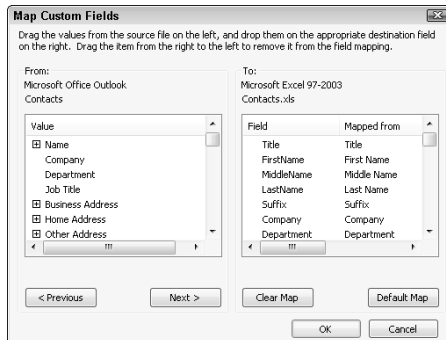 Map Custom Fields
Drag the values from the source file on the left, and drop them on the appropriate destination field
on the right. Drag the item from the right to the left to remove it from the field mapping.
From:
Microsoft Office Outlook
Contacts
Value
Name
Company
Department
Job Title
Business Address
Home Address
Other Address
< Previous
Next >
To:
Microsoft Excel 97-2003
Contacts.xls
Field Mapped from
Title Title
FirstName First Name
MiddleName Middle Name
LastName Last Name
Suffix Suffix
Company Company
Department Department
Clear Map
Default Map
OK
Cancel